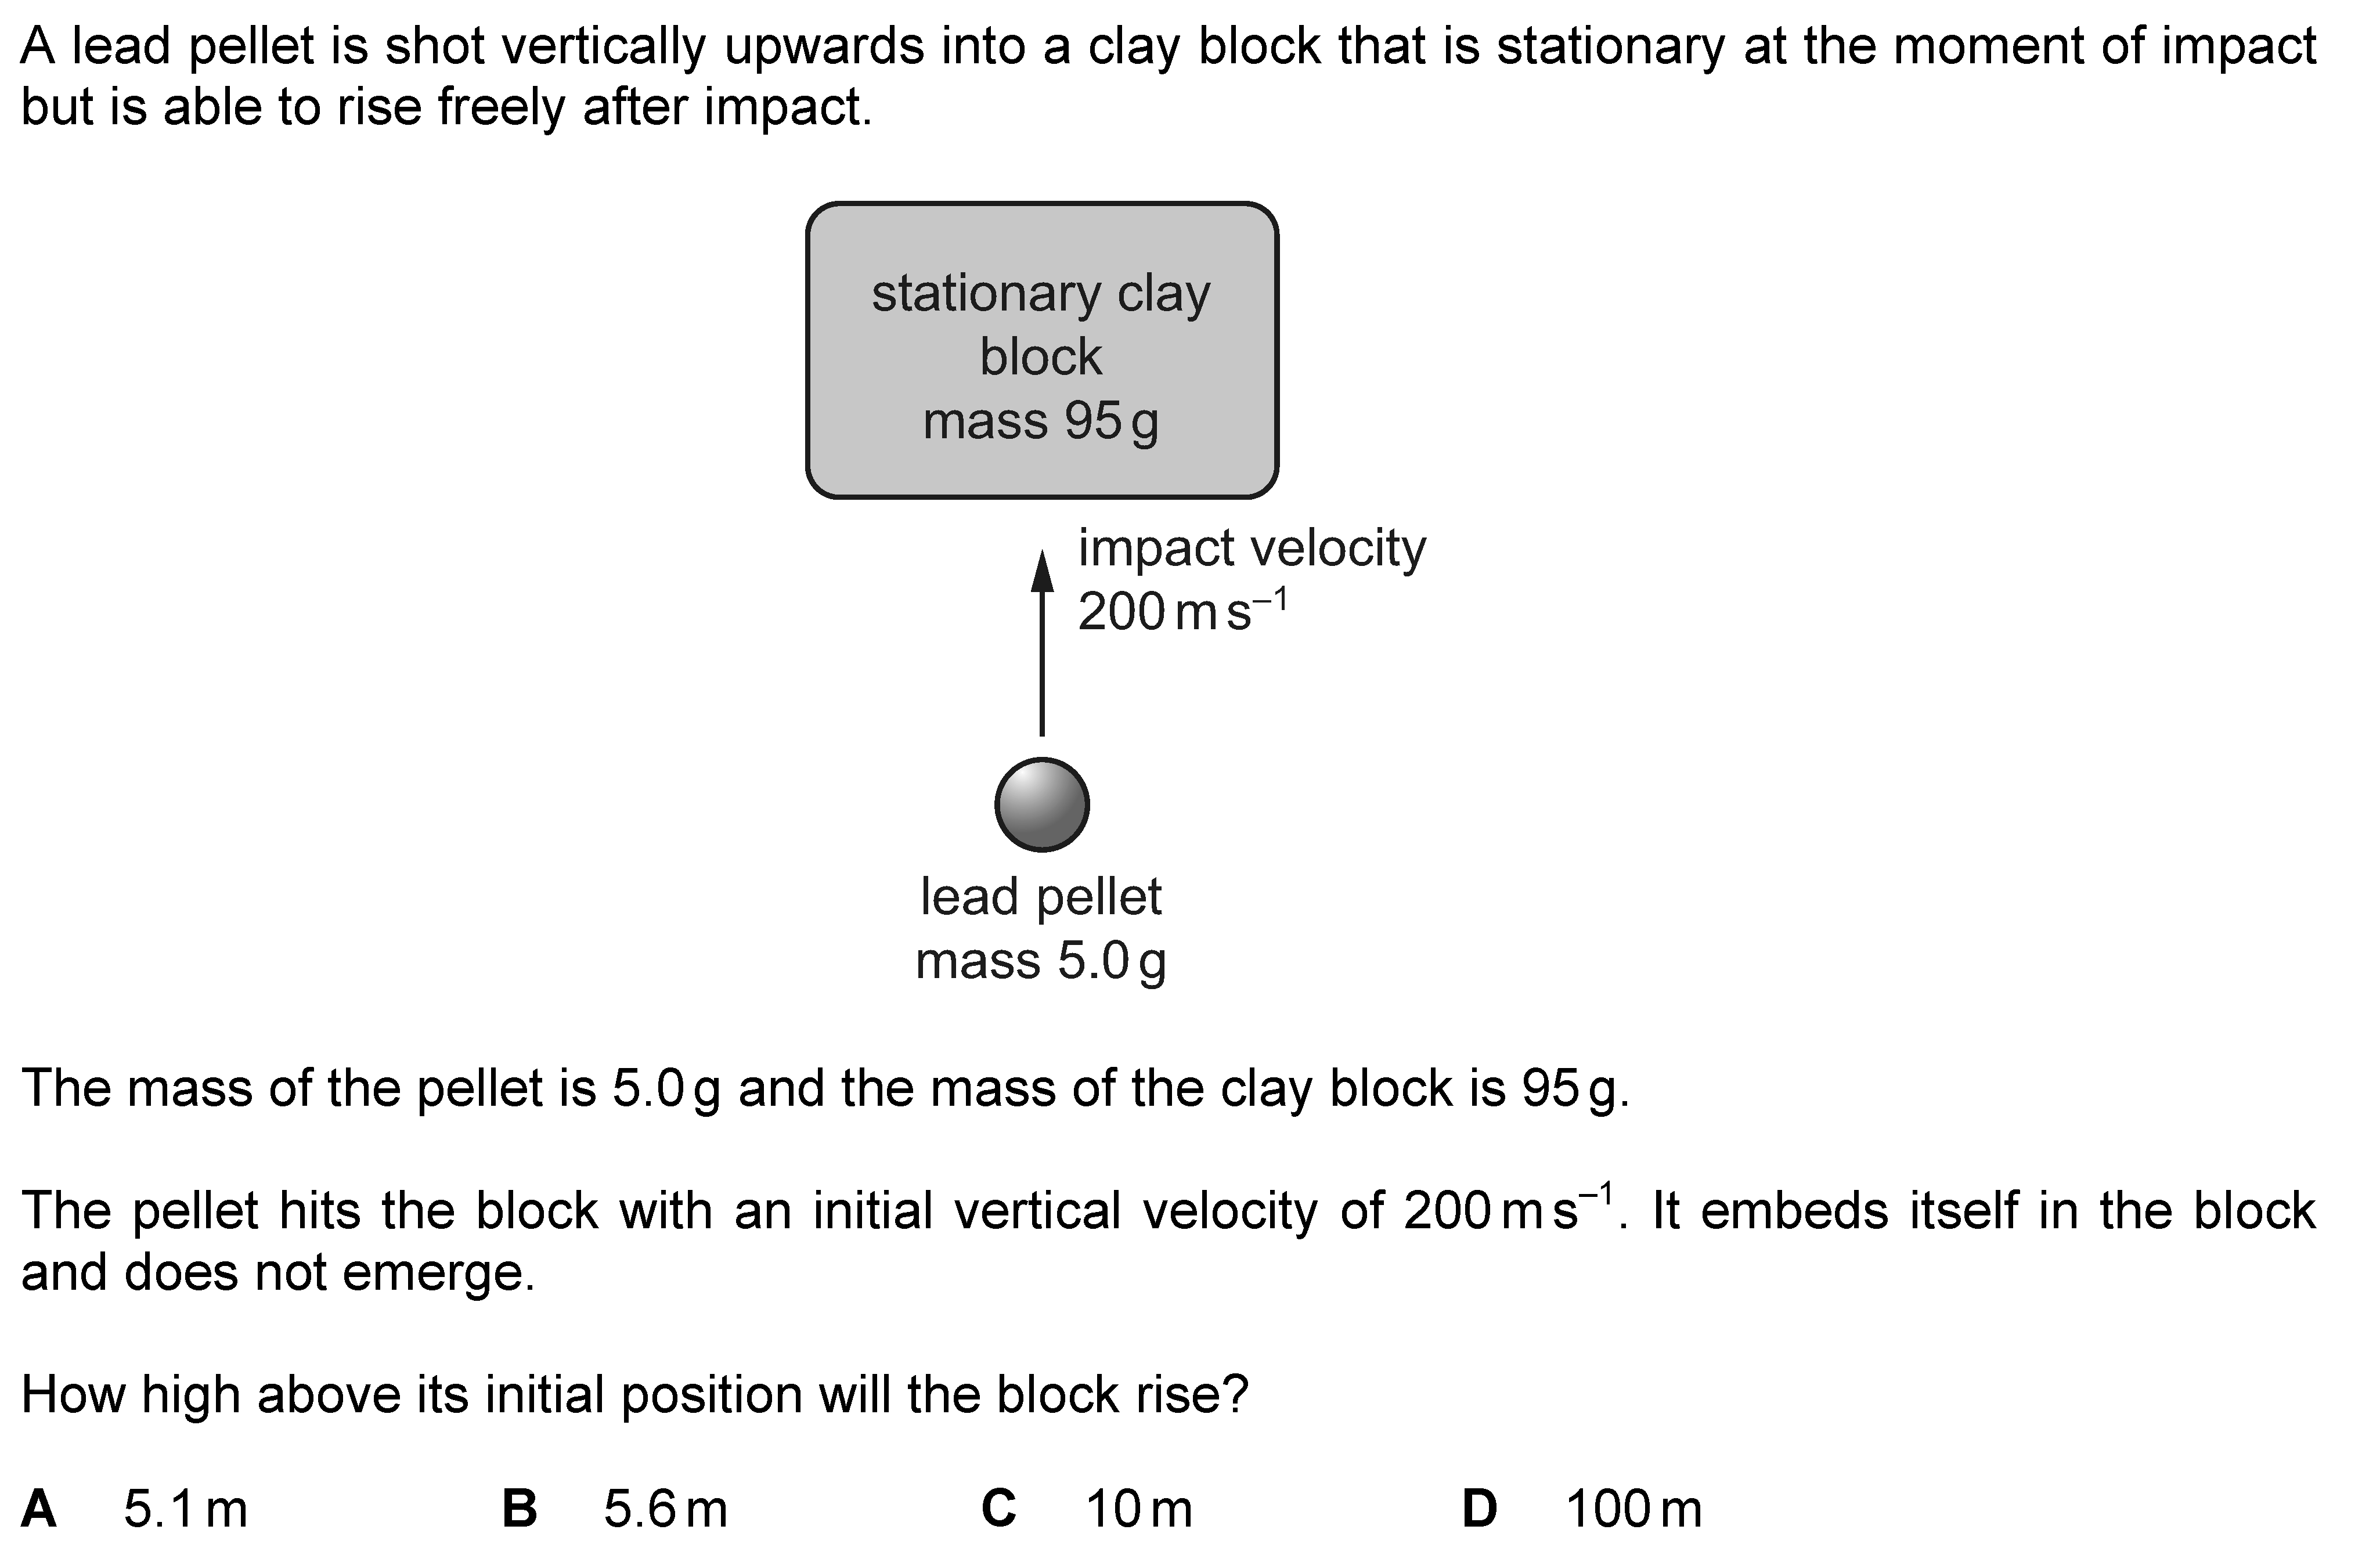 A lead pellet is shot vertically upwards into a clay block that is stationary at the moment of impact
but is able to rise freely after impact.
stationary clay
block
mass 95 g
impact velocity
200 m s⁻¹
lead pellet
mass 5.0 g
The mass of the pellet is 5.0 g and the mass of the clay block is 95 g.
The pellet hits the block with an initial vertical velocity of 200 m s⁻¹. It embeds itself in the block
and does not emerge.
How high above its initial position will the block rise?
A 5.1 m B 5.6 m C 10 m D 100 m